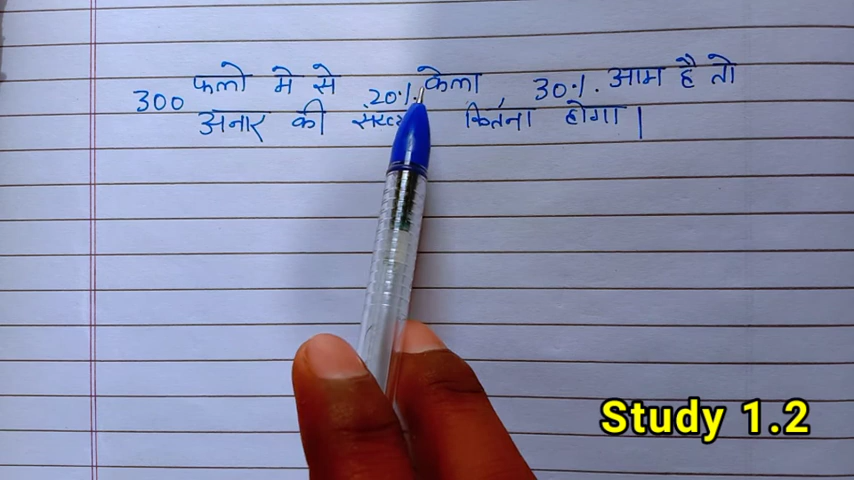 300 फलो मे से 20% केला, 30% आम है तो
अनार की कितना होगा।
Study 1.2